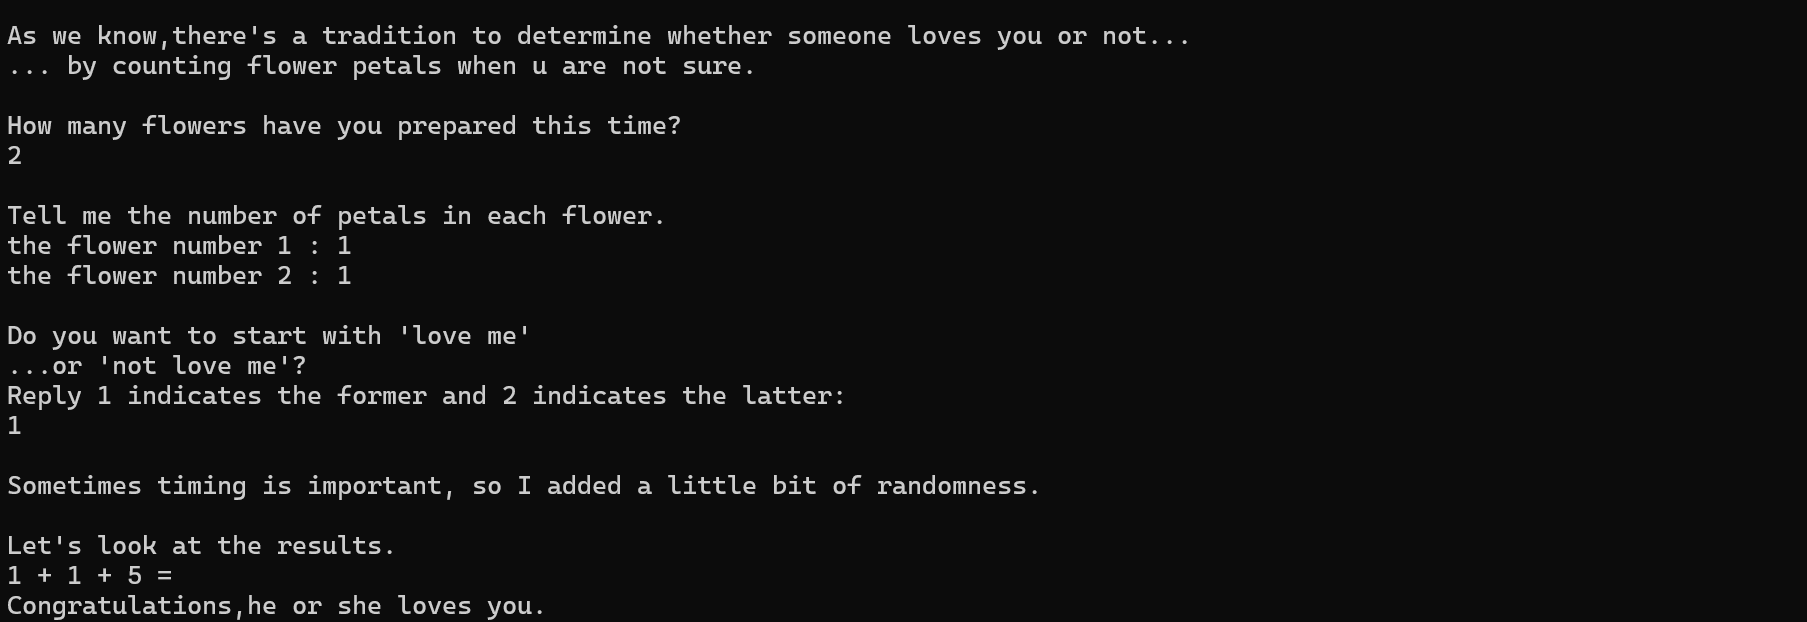 As we know,there's a tradition to determine whether someone loves you or not...
... by counting flower petals when u are not sure.
How many flowers have you prepared this time?
2
Tell me the number of petals in each flower.
the flower number 1 : 1
the flower number 2 : 1
Do you want to start with 'love me'
...or 'not love me'?
Reply 1 indicates the former and 2 indicates the latter:
1
Sometimes timing is important, so I added a little bit of randomness.
Let's look at the results.
1 + 1 + 5 =
Congratulations,he or she loves you.